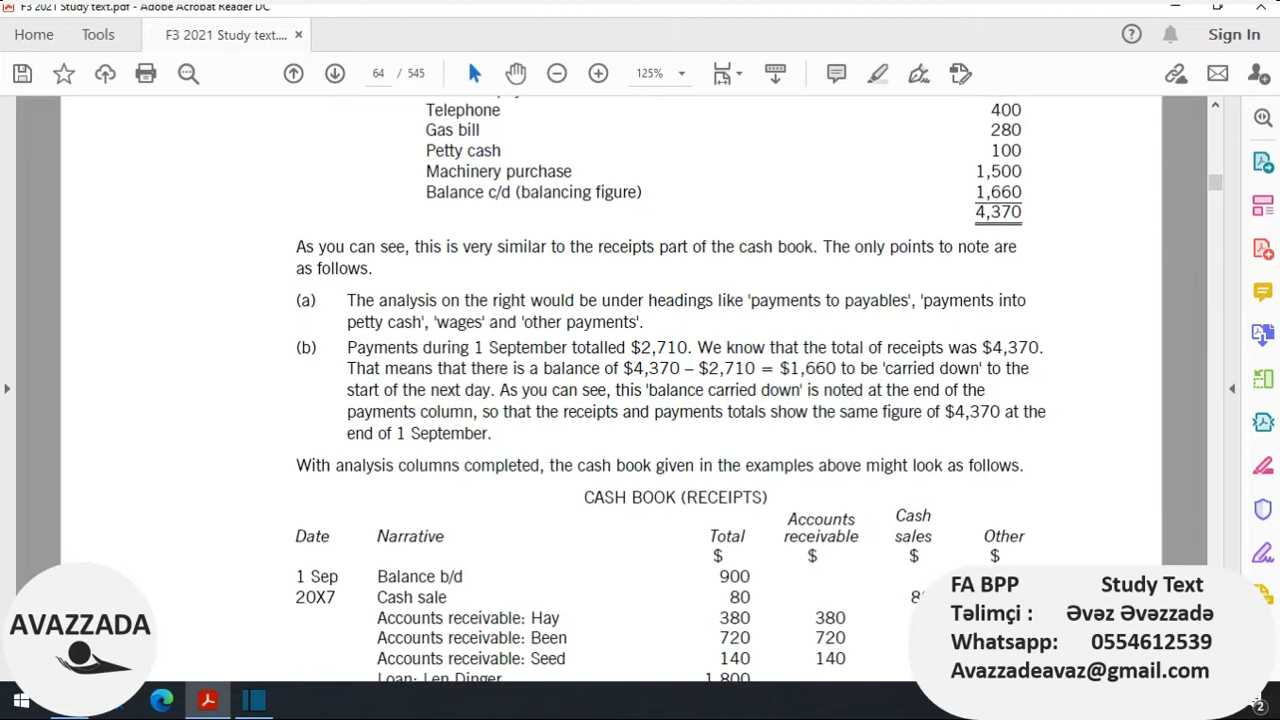 F3 2021 Study text.pdf - Adobe Acrobat Reader DC
Home Tools F3 2021 Study text.... × Sign In
64 / 545 125%
Telephone 400
Gas bill 280
Petty cash 100
Machinery purchase 1,500
Balance c/d (balancing figure) 1,660
4,370
As you can see, this is very similar to the receipts part of the cash book. The only points to note are
as follows.
(a) The analysis on the right would be under headings like 'payments to payables', 'payments into
petty cash', 'wages' and 'other payments'.
(b) Payments during 1 September totalled $2,710. We know that the total of receipts was $4,370.
That means that there is a balance of $4,370 – $2,710 = $1,660 to be 'carried down' to the
start of the next day. As you can see, this 'balance carried down' is noted at the end of the
payments column, so that the receipts and payments totals show the same figure of $4,370 at the
end of 1 September.
With analysis columns completed, the cash book given in the examples above might look as follows.
CASH BOOK (RECEIPTS)
Accounts Cash
Date Narrative Total receivable sales Other
$ $ $ $
1 Sep Balance b/d 900
20X7 Cash sale 80
Accounts receivable: Hay 380 380
Accounts receivable: Been 720 720
Accounts receivable: Seed 140 140
Loan: Len Dinger 1,800
AVAZZADA
FA BPP Study Text
Təlimçi : Əvəz Əvəzzadə
Whatsapp: 0554612539
Avazzadeavaz@gmail.com
2